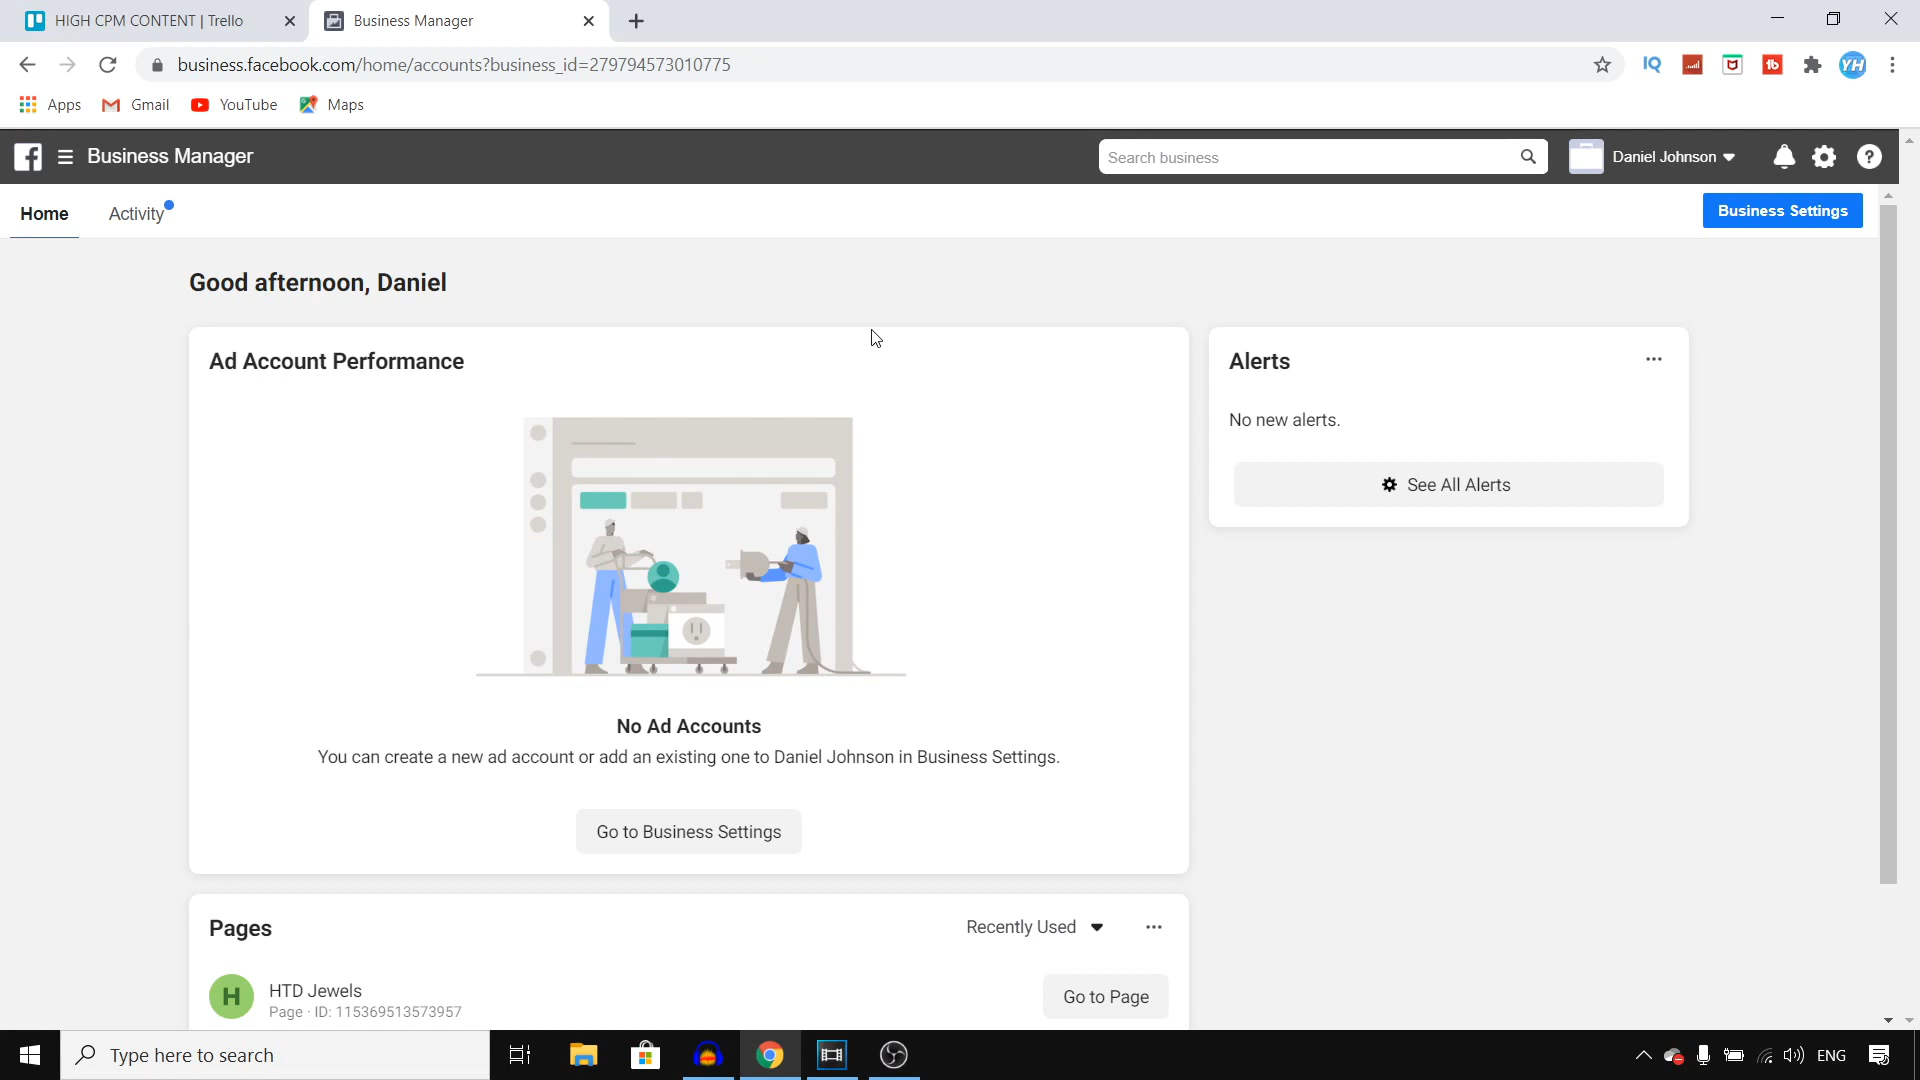 HIGH CPM CONTENT | Trello
Business Manager
business.facebook.com/home/accounts?business_id=279794573010775
IQ
tb
YH
Apps
Gmail
YouTube
Maps
Business Manager
Search business
Daniel Johnson
Home
Activity
Business Settings
Good afternoon, Daniel
Ad Account Performance
Alerts
No new alerts.
See All Alerts
No Ad Accounts
You can create a new ad account or add an existing one to Daniel Johnson in Business Settings.
Go to Business Settings
Pages
Recently Used
H
HTD Jewels
Page · ID: 115369513573957
Go to Page
Type here to search
ENG